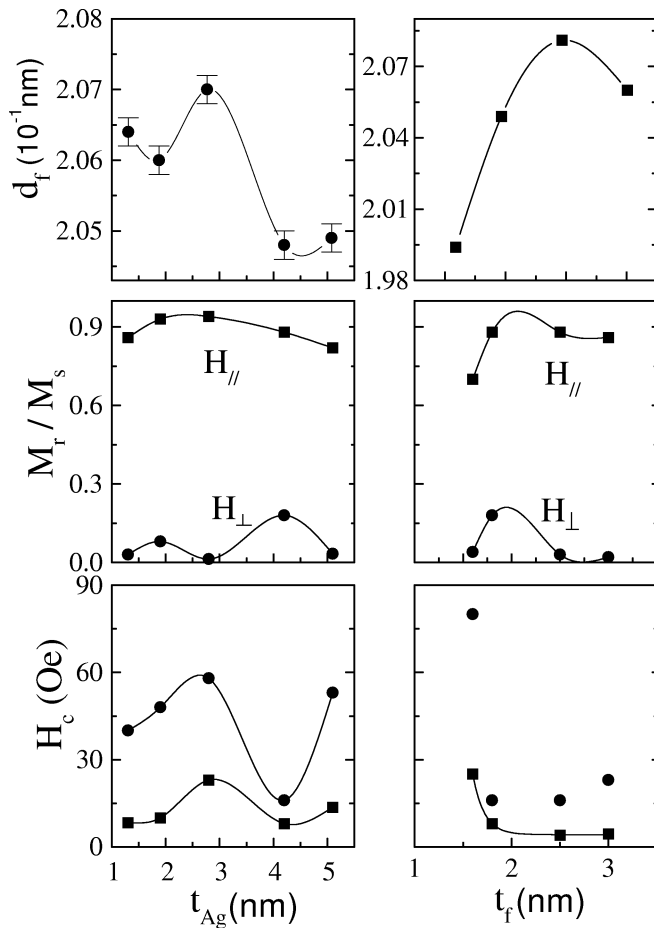 2.08
2.07
2.06
2.05
d_f (10^-1nm)
2.07
2.04
2.01
1.98
0.9
0.6
0.3
0.0
M_r / M_s
H_//
H_⊥
H_//
H_⊥
90
60
30
0
H_c (Oe)
1 2 3 4 5
t_Ag(nm)
1 2 3
t_f(nm)